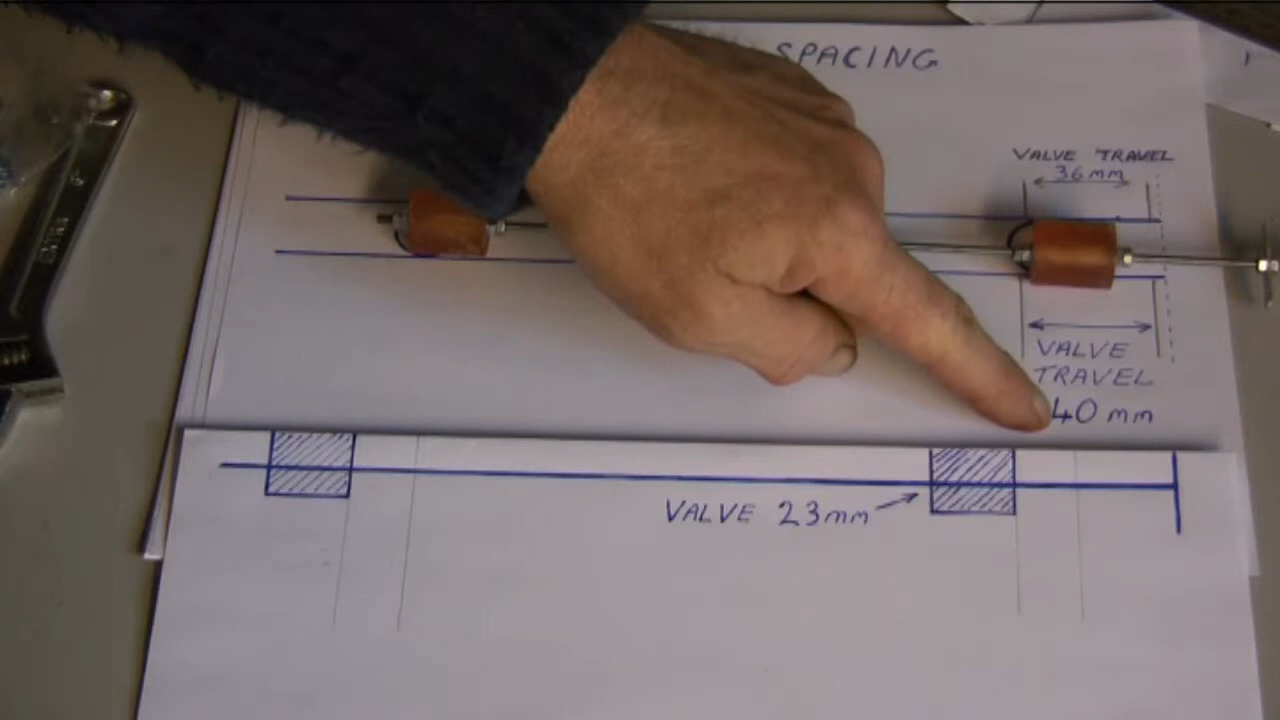 SPACING
VALVE TRAVEL
36mm
VALVE
TRAVEL
40 mm
VALVE 23mm